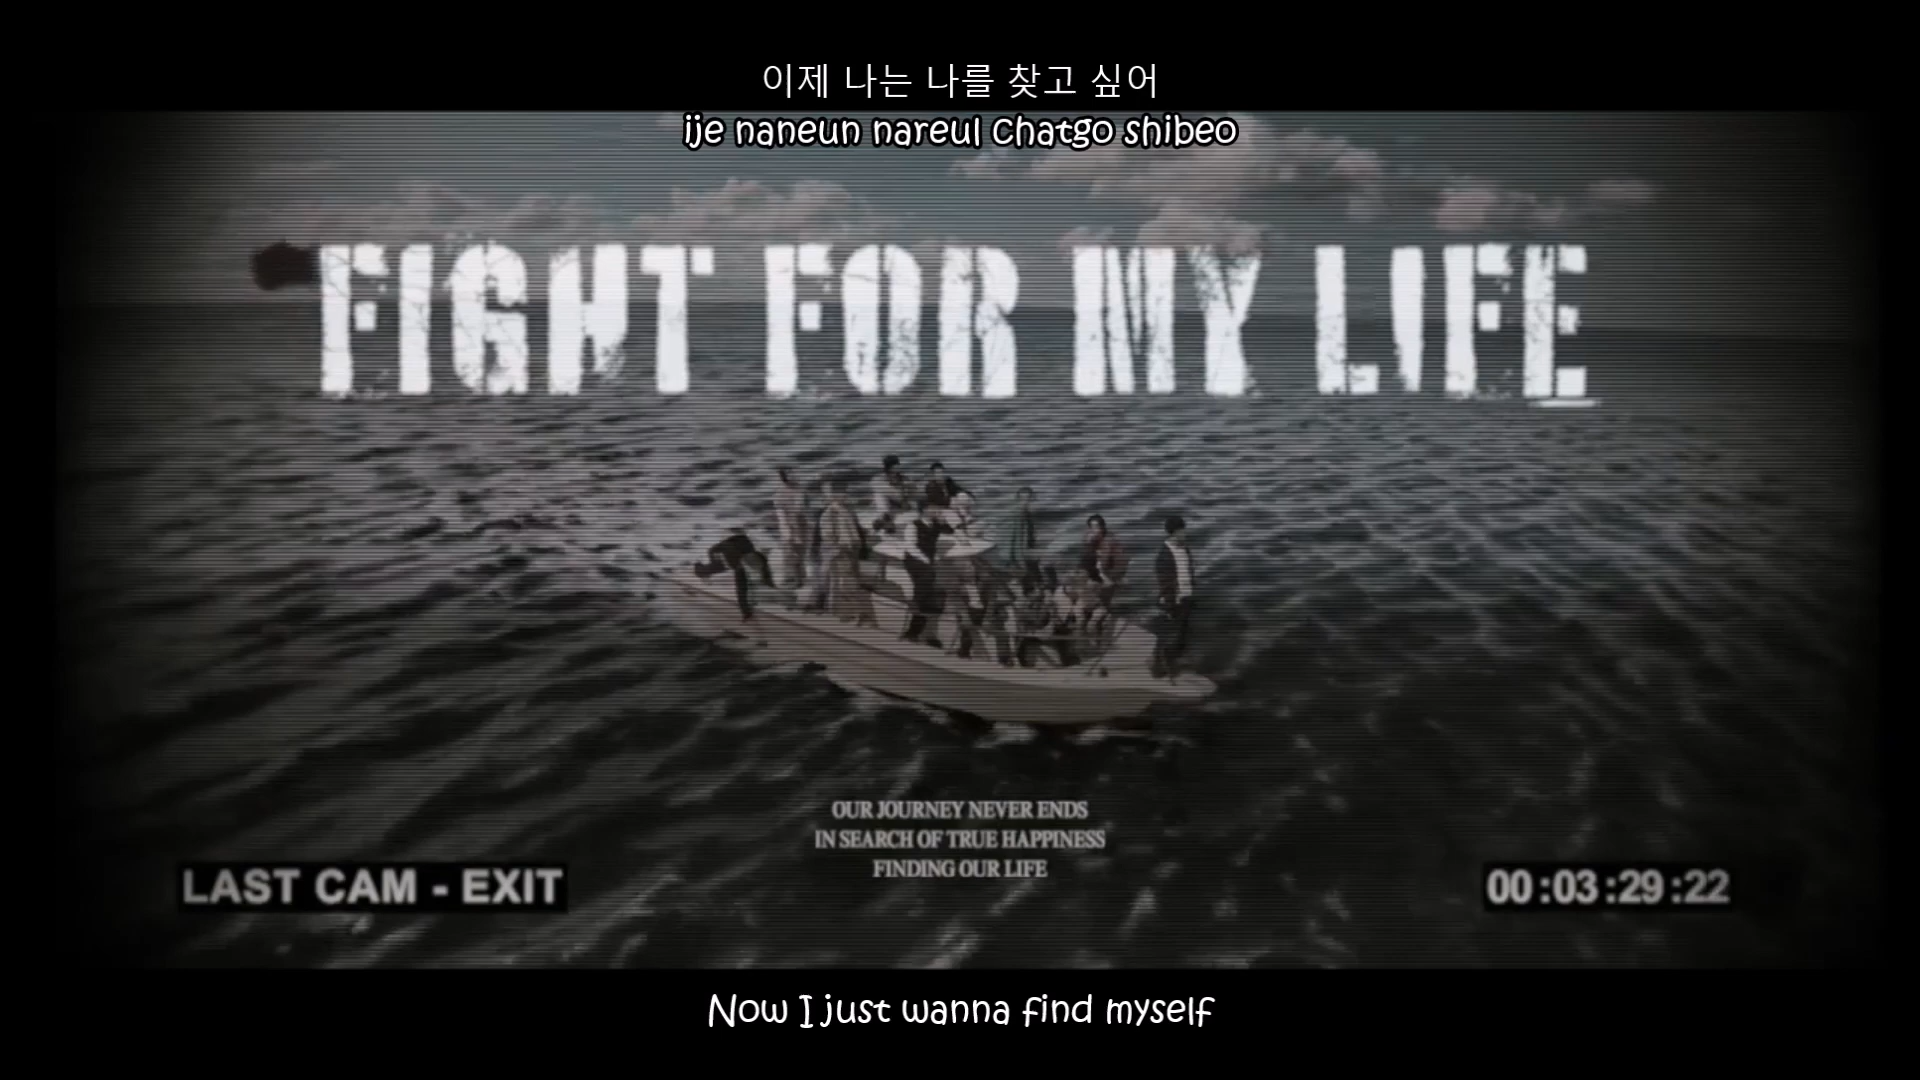 이제 나는 나를 찾고 싶어
ije naneun nareul chatgo shibeo
FIGHT FOR MY LIFE
OUR JOURNEY NEVER ENDS
IN SEARCH OF TRUE HAPPINESS
FINDING OUR LIFE
LAST CAM - EXIT
00:03:29:22
Now I just wanna find myself